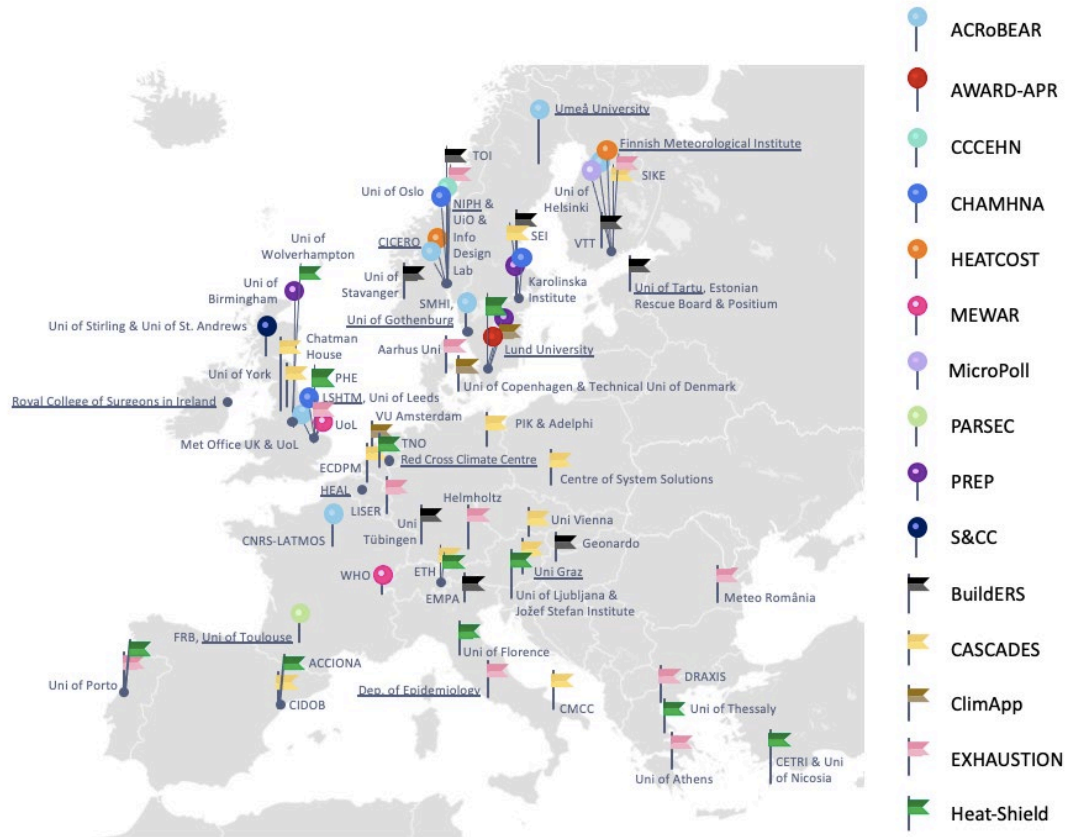 ACRoBEAR
AWARD-APR
CCCEHN
CHAMHNA
HEATCOST
MEWAR
MicroPoll
PARSEC
PREP
S&CC
BuildERS
CASCADES
ClimApp
EXHAUSTION
Heat-Shield
Umeå University
Finnish Meteorological Institute
TOI
SIKE
Uni of Oslo
NIPH &
UiO &
Info
Design
Lab
Uni of
Helsinki
CICERO
SEI
VTT
Uni of
Wolverhampton
Uni of
Stavanger
Karolinska
Institute
Uni of Tartu, Estonian
Rescue Board & Positium
Uni of
Birmingham
SMHI,
Uni of Gothenburg
Uni of Stirling & Uni of St. Andrews
Chatman
House
Aarhus Uni
Lund University
Uni of York
PHE
Uni of Copenhagen & Technical Uni of Denmark
Royal College of Surgeons in Ireland
LSHTM, Uni of Leeds
VU Amsterdam
UoL
PIK & Adelphi
Met Office UK & UoL
TNO
Red Cross Climate Centre
ECDPM
Centre of System Solutions
HEAL
LISER
Helmholtz
CNRS-LATMOS
Uni
Tübingen
Uni Vienna
Geonardo
WHO
ETH
Uni Graz
EMPA
Uni of Ljubljana &
Jožef Stefan Institute
Meteo România
FRB, Uni of Toulouse
Uni of Florence
ACCIONA
Uni of Porto
CIDOB
Dep. of Epidemiology
CMCC
DRAXIS
Uni of Thessaly
Uni of Athens
CETRI & Uni
of Nicosia